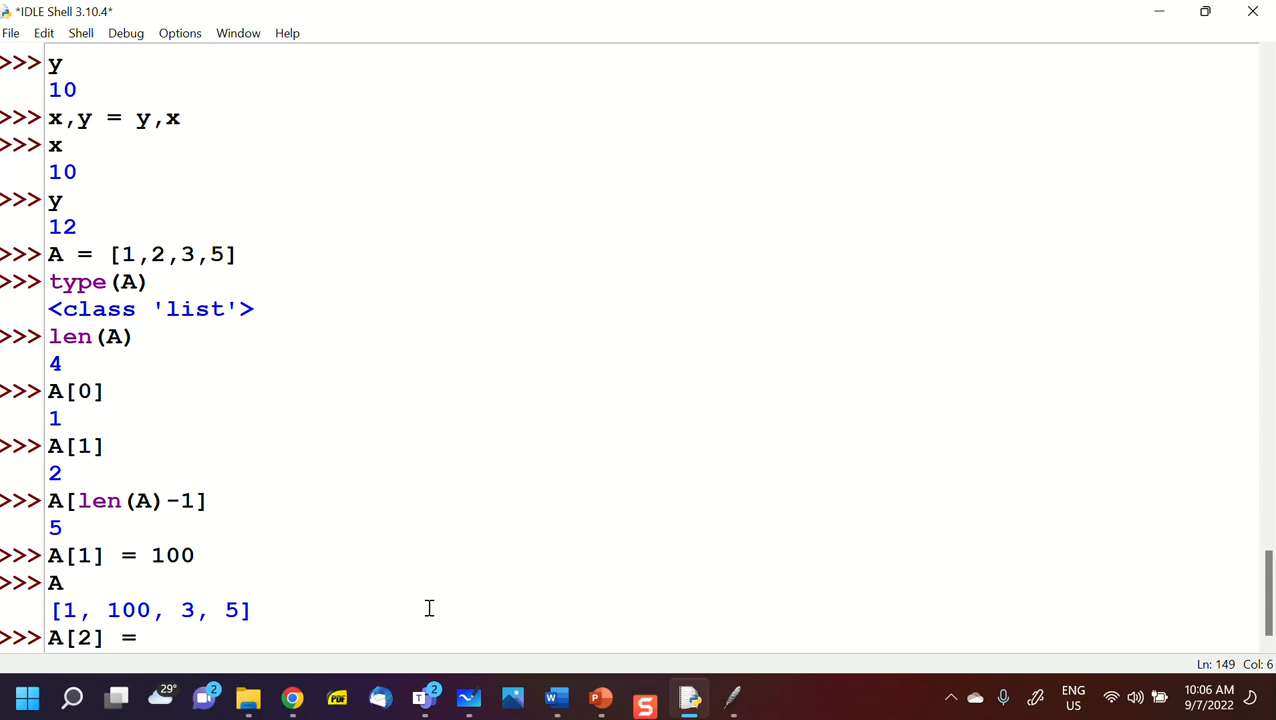 *IDLE Shell 3.10.4*
File Edit Shell Debug Options Window Help
>>> y
10
>>> x,y = y,x
>>> x
10
>>> y
12
>>> A = [1,2,3,5]
>>> type(A)
<class 'list'>
>>> len(A)
4
>>> A[0]
1
>>> A[1]
2
>>> A[len(A)-1]
5
>>> A[1] = 100
>>> A
[1, 100, 3, 5]
>>> A[2] =
Ln: 149 Col: 6
29°
2
PDF
T 2
W
P
S
ENG
US
10:06 AM
9/7/2022